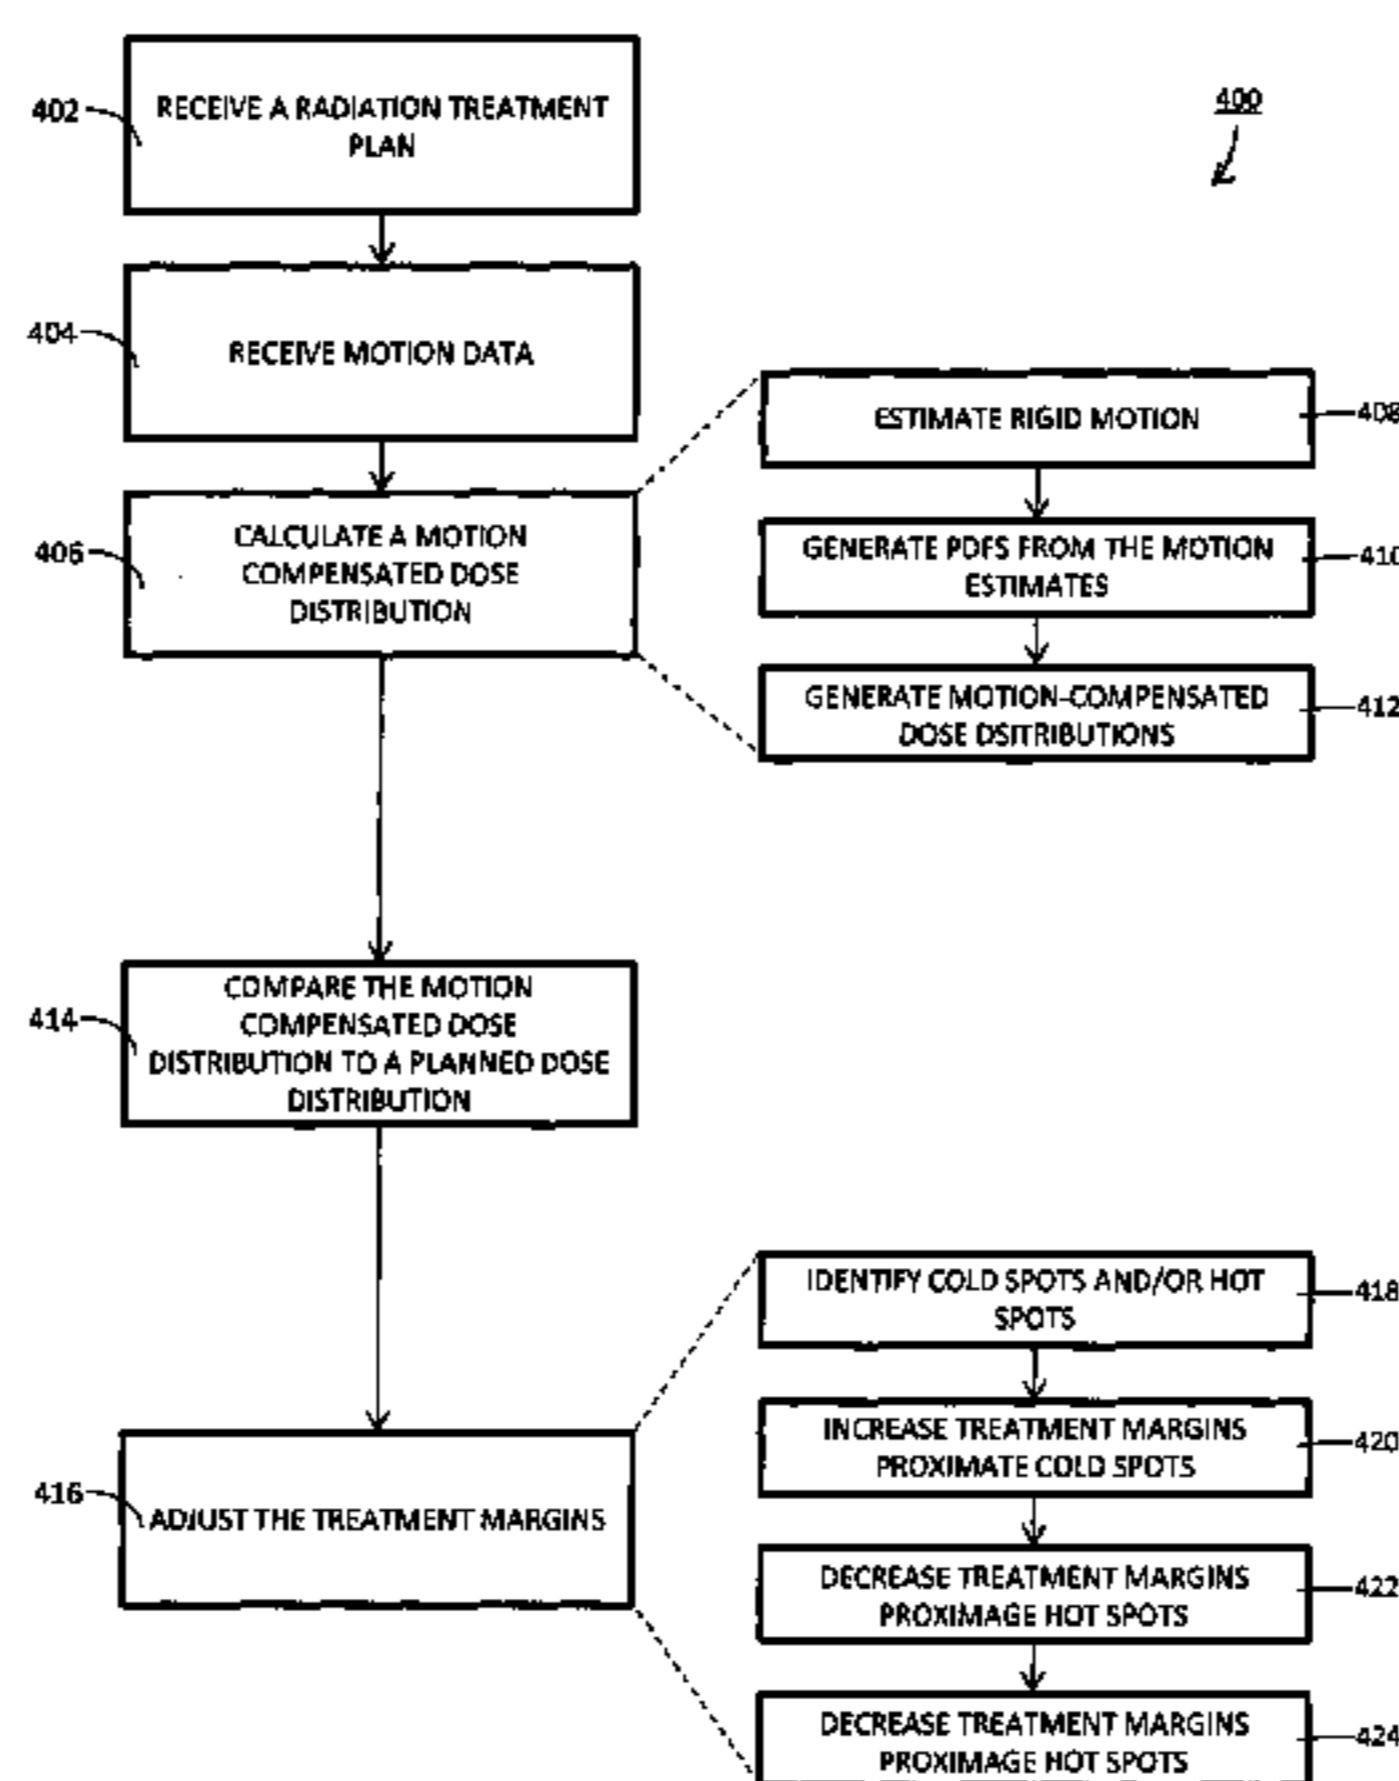 400
402
RECEIVE A RADIATION TREATMENT
PLAN
404
RECEIVE MOTION DATA
406
CALCULATE A MOTION
COMPENSATED DOSE
DISTRIBUTION
ESTIMATE RIGID MOTION
408
GENERATE PDFS FROM THE MOTION
ESTIMATES
410
GENERATE MOTION-COMPENSATED
DOSE DSITRIBUTIONS
412
414
COMPARE THE MOTION
COMPENSATED DOSE
DISTRIBUTION TO A PLANNED DOSE
DISTRIBUTION
416
ADJUST THE TREATMENT MARGINS
IDENTIFY COLD SPOTS AND/OR HOT
SPOTS
418
INCREASE TREATMENT MARGINS
PROXIMATE COLD SPOTS
420
DECREASE TREATMENT MARGINS
PROXIMAGE HOT SPOTS
422
DECREASE TREATMENT MARGINS
PROXIMAGE HOT SPOTS
424